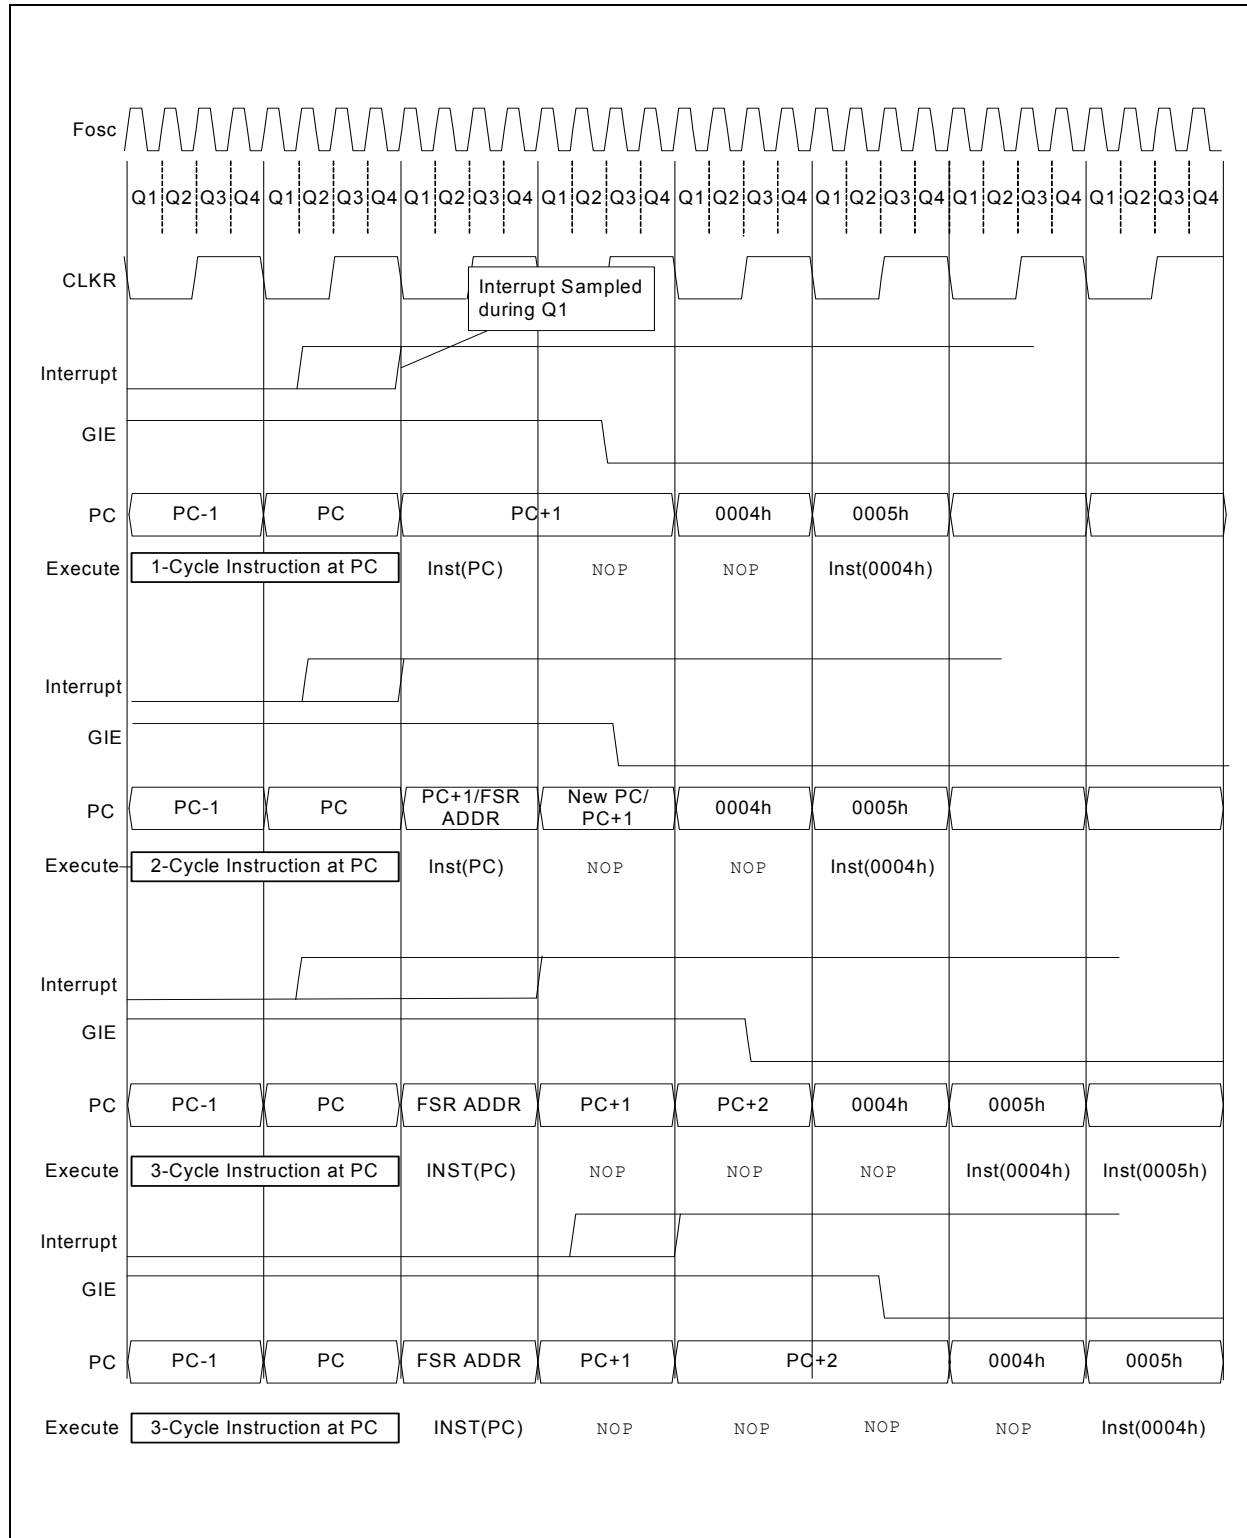 Fosc
Q1 Q2 Q3 Q4 Q1 Q2 Q3 Q4 Q1 Q2 Q3 Q4 Q1 Q2 Q3 Q4 Q1 Q2 Q3 Q4 Q1 Q2 Q3 Q4 Q1 Q2 Q3 Q4 Q1 Q2 Q3 Q4
CLKR
Interrupt Sampled
during Q1
Interrupt
GIE
PC PC-1 PC PC+1 0004h 0005h
Execute 1-Cycle Instruction at PC Inst(PC) NOP NOP Inst(0004h)
Interrupt
GIE
PC PC-1 PC PC+1/FSR ADDR New PC/ PC+1 0004h 0005h
Execute 2-Cycle Instruction at PC Inst(PC) NOP NOP Inst(0004h)
Interrupt
GIE
PC PC-1 PC FSR ADDR PC+1 PC+2 0004h 0005h
Execute 3-Cycle Instruction at PC INST(PC) NOP NOP NOP Inst(0004h) Inst(0005h)
Interrupt
GIE
PC PC-1 PC FSR ADDR PC+1 PC+2 0004h 0005h
Execute 3-Cycle Instruction at PC INST(PC) NOP NOP NOP NOP Inst(0004h)